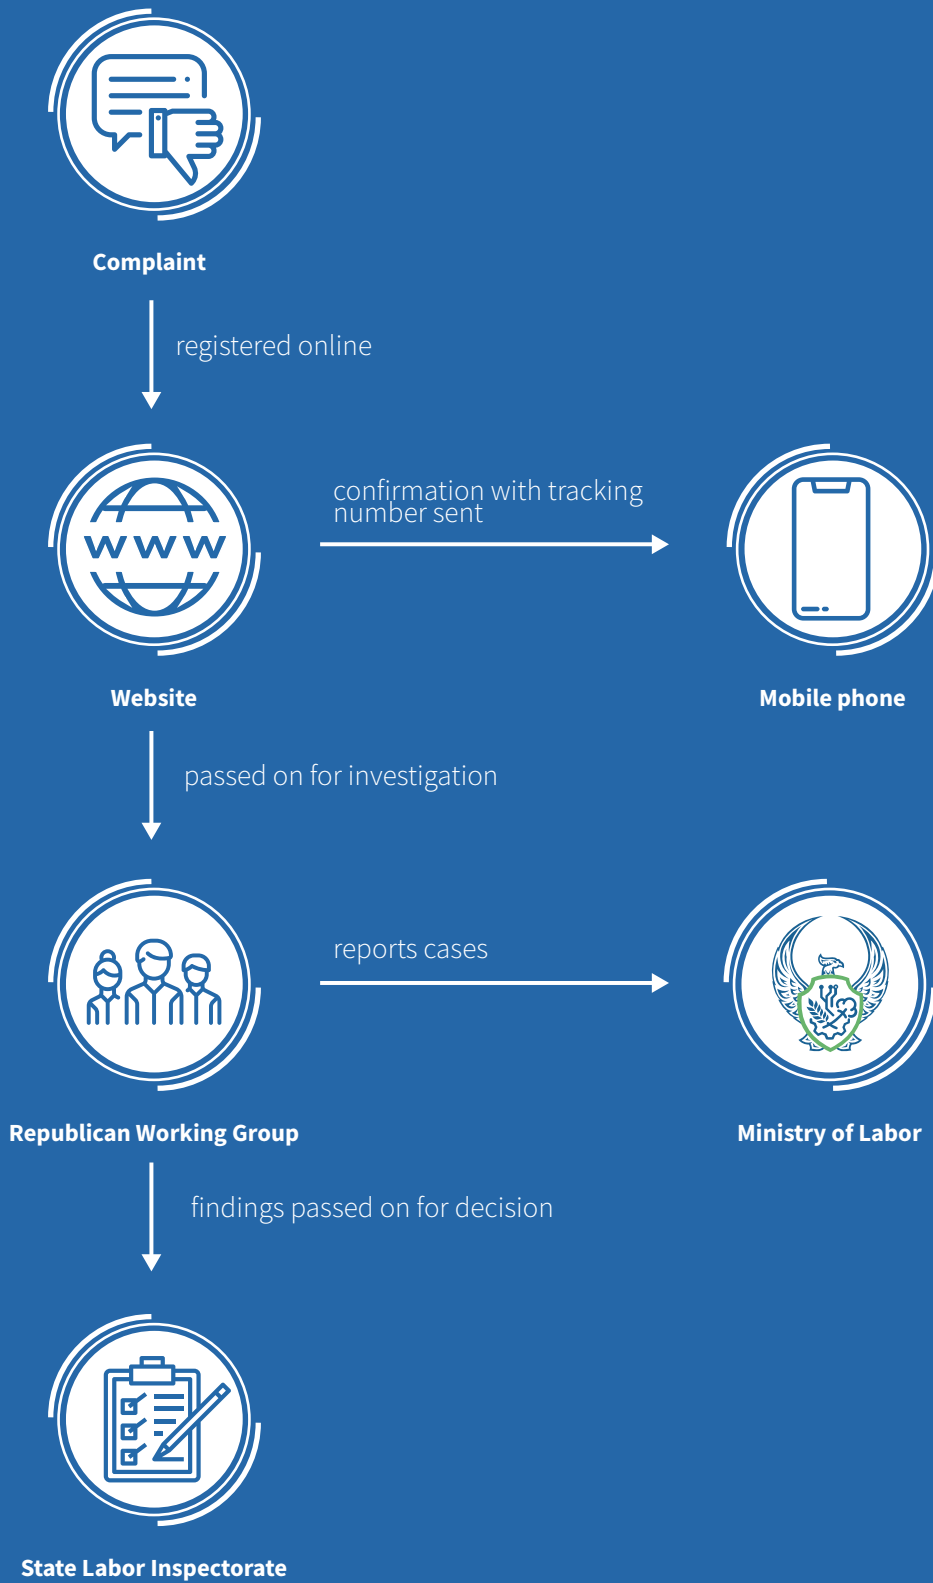 Complaint
registered online
www
confirmation with tracking
number sent
Website
Mobile phone
passed on for investigation
reports cases
Republican Working Group
Ministry of Labor
findings passed on for decision
State Labor Inspectorate